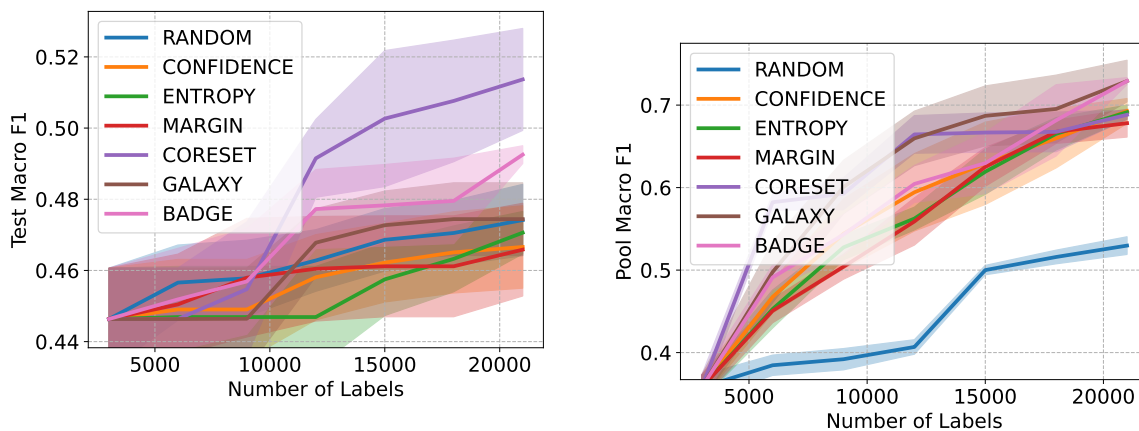 Test Macro F1
0.52
0.50
0.48
0.46
0.44
RANDOM
CONFIDENCE
ENTROPY
MARGIN
CORESET
GALAXY
BADGE
5000 10000 15000 20000
Number of Labels
Pool Macro F1
0.7
0.6
0.5
0.4
RANDOM
CONFIDENCE
ENTROPY
MARGIN
CORESET
GALAXY
BADGE
5000 10000 15000 20000
Number of Labels